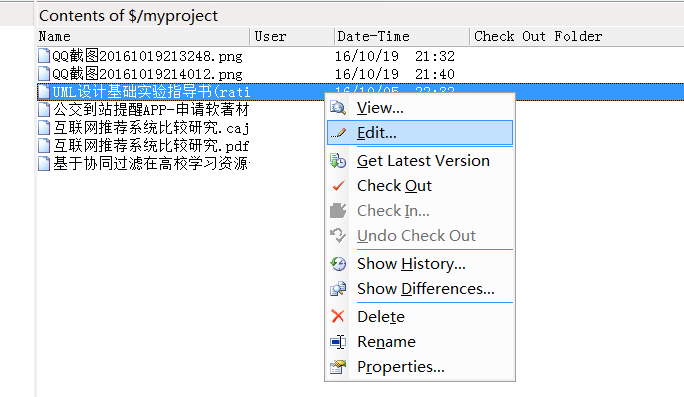 Contents of $/myproject
Name User Date-Time Check Out Folder
QQ截图20161019213248.png 16/10/19 21:32
QQ截图20161019214012.png 16/10/19 21:40
UML设计基础实验指导书(rati 16/10/05 22:32
公交到站提醒APP-申请软著材
互联网推荐系统比较研究.caj
互联网推荐系统比较研究.pdf
基于协同过滤在高校学习资源
View...
Edit...
Get Latest Version
Check Out
Check In...
Undo Check Out
Show History...
Show Differences...
Delete
Rename
Properties...